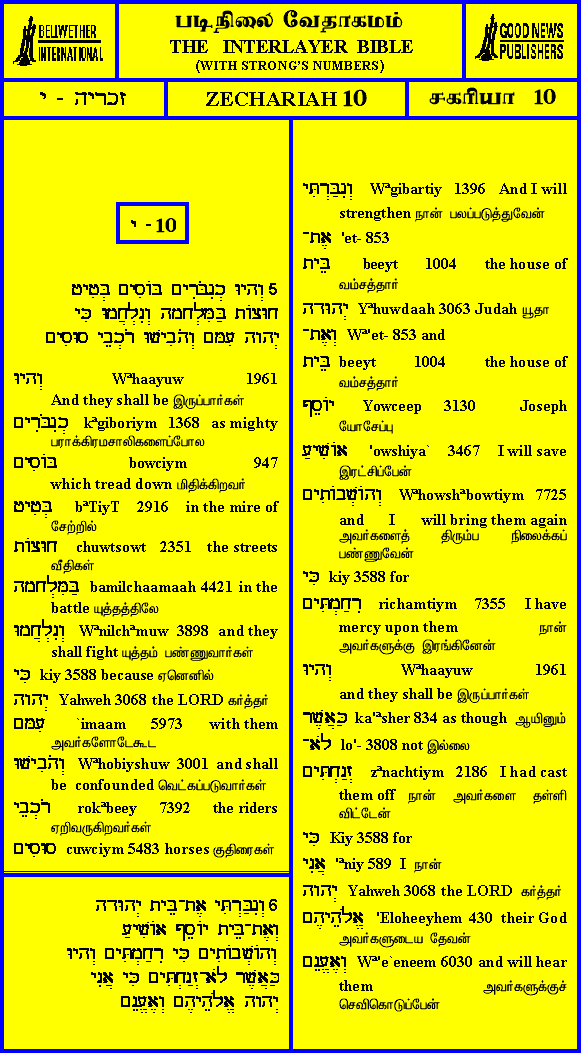 BELLWETHER
INTERNATIONAL
படிநிலை வேதாகமம்
THE INTERLAYER BIBLE
(WITH STRONG'S NUMBERS)
GOOD NEWS
PUBLISHERS
זכריה - י
ZECHARIAH 10
சகரியா 10
י - 10
5 וְהָיוּ כְגִבֹּרִים בּוֹסִים בְּטִיט
חוּצוֹת בַּמִּלְחָמָה וְנִלְחֲמוּ כִּי
יְהוָה עִמָּם וְהֹבִישׁוּ רֹכְבֵי סוּסִים
וְהָיוּ Wªhaayuw 1961
And they shall be இருப்பார்கள்
כְגִבֹּרִים kªgiboriym 1368 as mighty
பராக்கிரமசாலிகளைப்போல
בּוֹסִים bowciym 947
which tread down மிதிக்கிறவர்
בְּטִיט bªTiyT 2916 in the mire of
சேற்றில்
חוּצוֹת chuwtsowt 2351 the streets
வீதிகள்
בַּמִּלְחָמָה bamilchaamaah 4421 in the
battle யுத்தத்திலே
וְנִלְחֲמוּ Wªnilchªmuw 3898 and they
shall fight யுத்தம் பண்ணுவார்கள்
כִּי kiy 3588 because ஏனெனில்
יְהוָה Yahweh 3068 the LORD கர்த்தர்
עִמָּם `imaam 5973 with them
அவர்களோடேகூட
וְהֹבִישׁוּ Wªhobiyshuw 3001 and shall
be confounded வெட்கப்படுவார்கள்
רֹכְבֵי rokªbeey 7392 the riders
ஏறிவருகிறவர்கள்
סוּסִים cuwciym 5483 horses குதிரைகள்
6 וְגִבַּרְתִּי אֶת־בֵּית יְהוּדָה
וְאֶת־בֵּית יוֹסֵף אוֹשִׁיעַ
וְהוֹשְׁבוֹתִים כִּי רִחַמְתִּים וְהָיוּ
כַּאֲשֶׁר לֹא־זְנַחְתִּים כִּי אֲנִי
יְהוָה אֱלֹהֵיהֶם וְאֶעֱנֵם
וְגִבַּרְתִּי Wªgibartiy 1396 And I will
strengthen நான் பலப்படுத்துவேன்
אֶת־ 'et- 853
בֵּית beeyt 1004 the house of
வம்சத்தார்
יְהוּדָה Yªhuwdaah 3063 Judah யூதா
וְאֶת־ Wª'et- 853 and
בֵּית beeyt 1004 the house of
வம்சத்தார்
יוֹסֵף Yowceep 3130 Joseph
யோசேப்பு
אוֹשִׁיעַ 'owshiya` 3467 I will save
இரட்சிப்பேன்
וְהוֹשְׁבוֹתִים Wªhowshªbowtiym 7725
and I will bring them again
அவர்களைத் திரும்ப நிலைக்கப்
பண்ணுவேன்
כִּי kiy 3588 for
רִחַמְתִּים richamtiym 7355 I have
mercy upon them நான்
அவர்களுக்கு இரங்கினேன்
וְהָיוּ Wªhaayuw 1961
and they shall be இருப்பார்கள்
כַּאֲשֶׁר ka'ªsher 834 as though ஆயினும்
לֹא־ lo'- 3808 not இல்லை
זְנַחְתִּים zªnachtiym 2186 I had cast
them off நான் அவர்களை தள்ளி
விட்டேன்
כִּי Kiy 3588 for
אֲנִי 'ªniy 589 I நான்
יְהוָה Yahweh 3068 the LORD கர்த்தர்
אֱלֹהֵיהֶם 'Eloheeyhem 430 their God
அவர்களுடைய தேவன்
וְאֶעֱנֵם Wª'e`eneem 6030 and will hear
them அவர்களுக்குச்
செவிகொடுப்பேன்